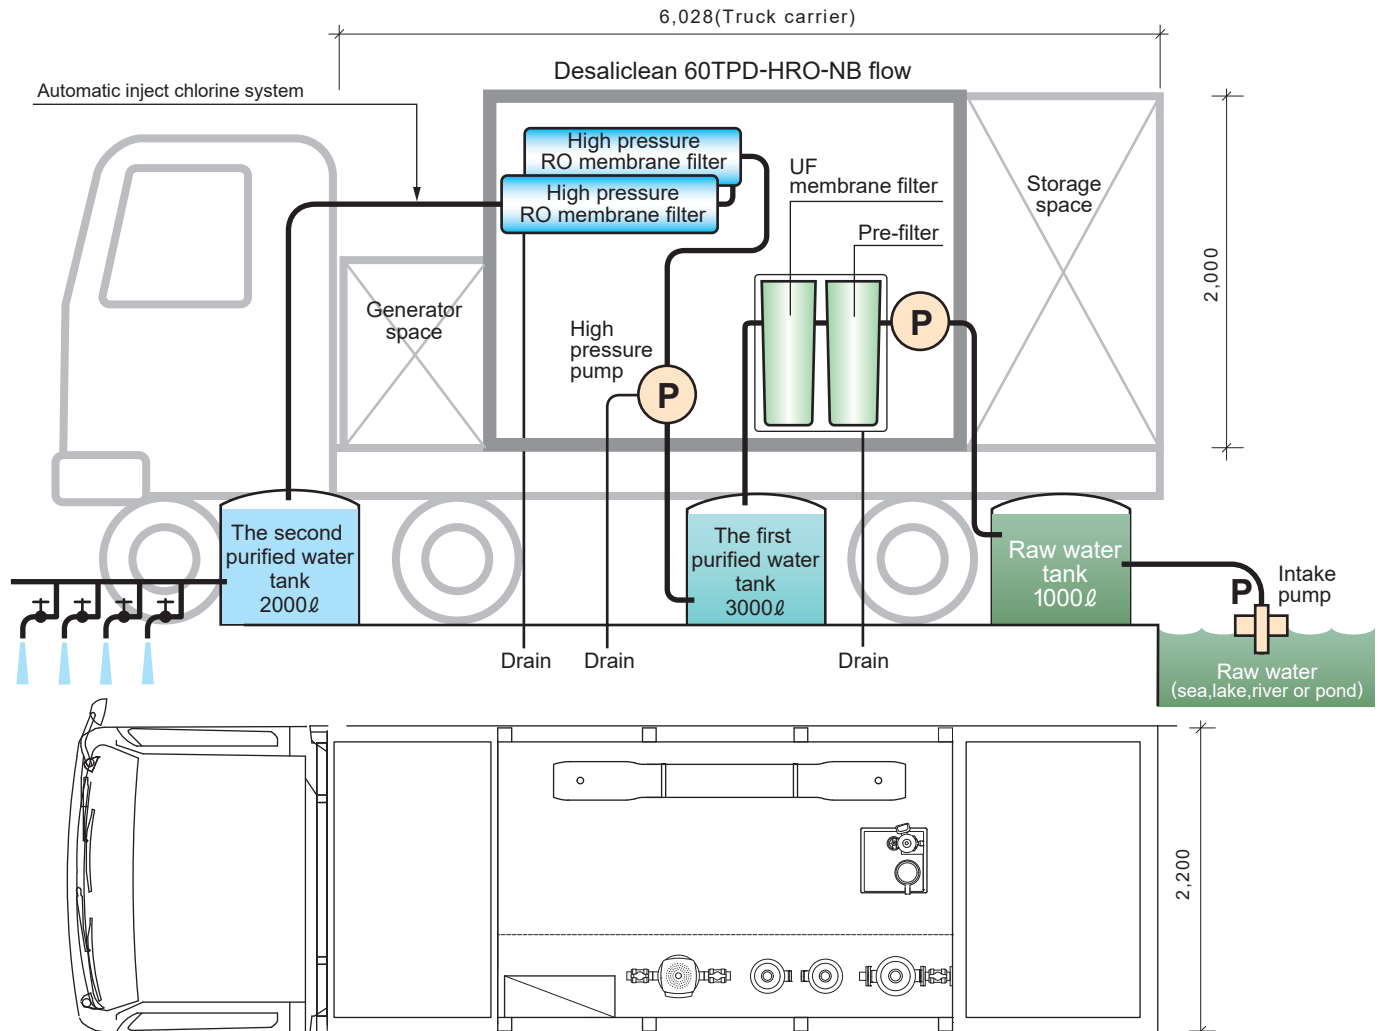 6,028(Truck carrier)
Desaliclean 60TPD-HRO-NB flow
Automatic inject chlorine system
High pressure
RO membrane filter
High pressure
RO membrane filter
UF
membrane filter
Pre-filter
Storage
space
2,000
Generator
space
High
pressure
pump
P
P
The second
purified water
tank
2000ℓ
The first
purified water
tank
3000ℓ
Raw water
tank
1000ℓ
P
Intake
pump
Drain
Drain
Drain
Raw water
(sea,lake,river or pond)
2,200